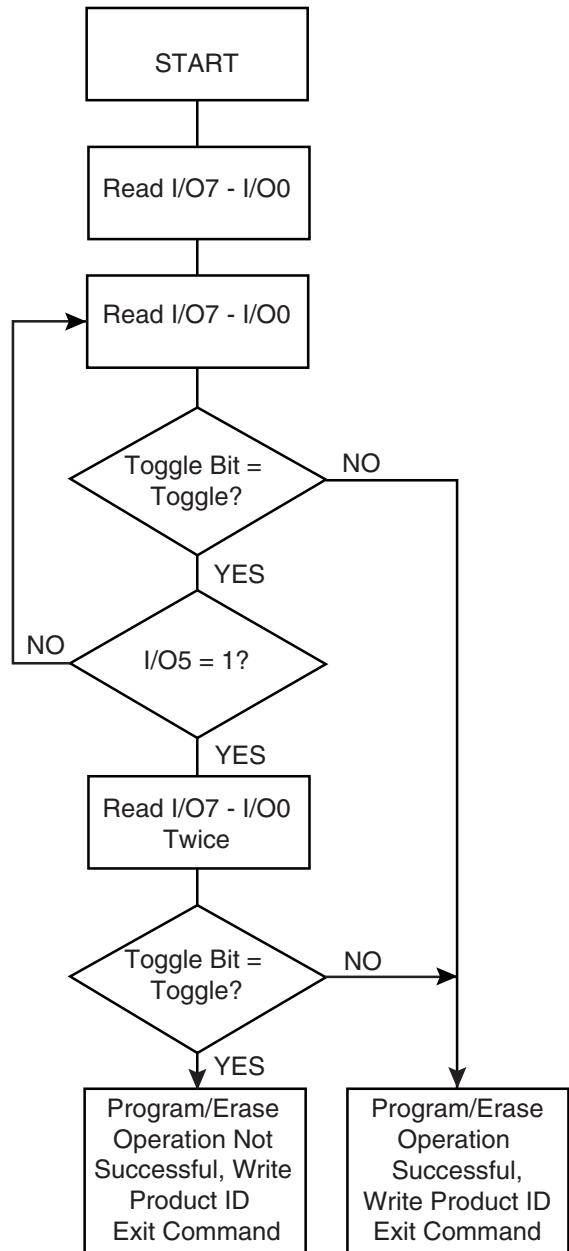 START
Read I/O7 - I/O0
Read I/O7 - I/O0
Toggle Bit =
Toggle?
NO
YES
NO
I/O5 = 1?
YES
Read I/O7 - I/O0
Twice
Toggle Bit =
Toggle?
NO
YES
Program/Erase
Operation Not
Successful, Write
Product ID
Exit Command
Program/Erase
Operation
Successful,
Write Product ID
Exit Command